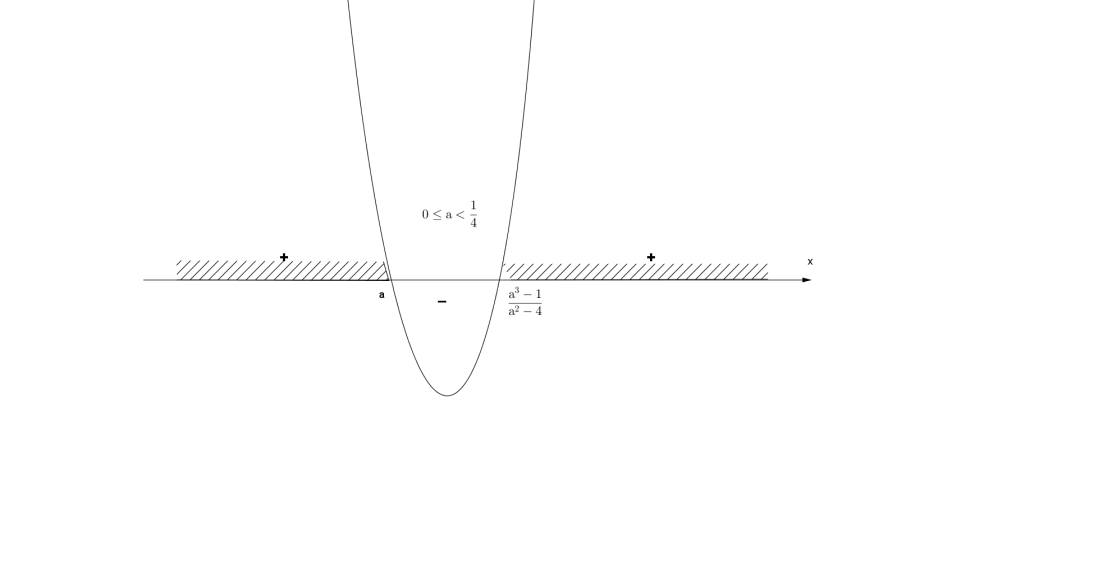 0 ≤ a < 1/4
+ +
x
a
−
a³ − 1 / a² − 4